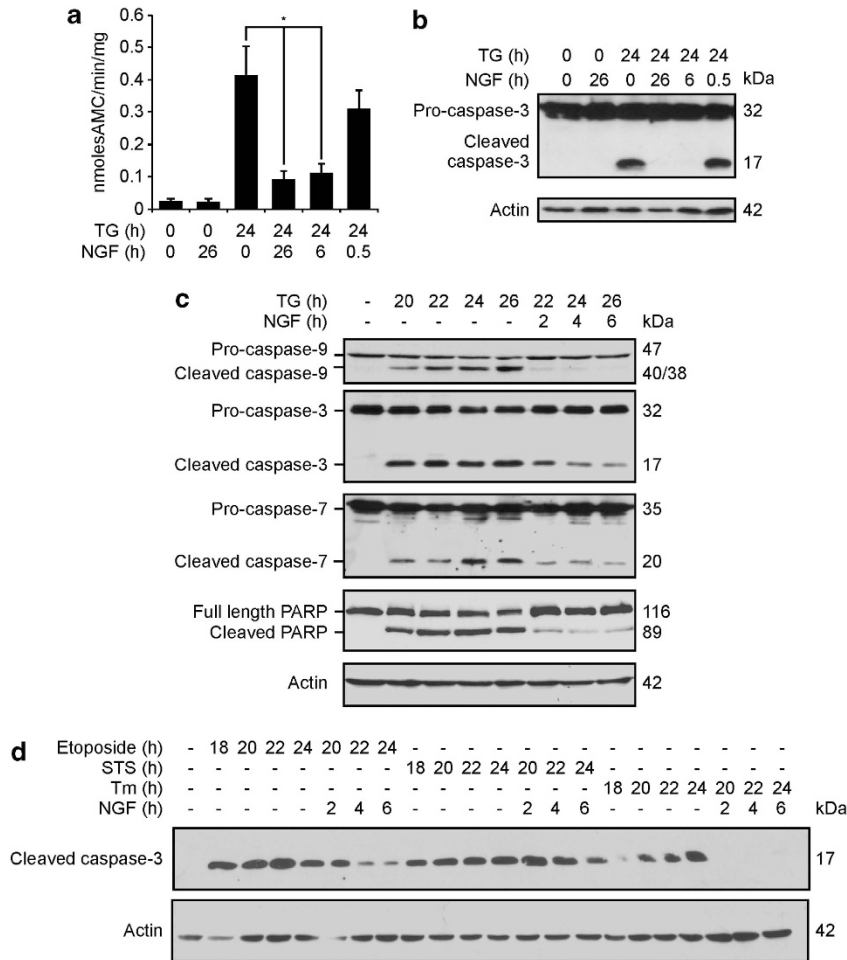 a
nmolesAMC/min/mg
0.6
0.5
0.4
0.3
0.2
0.1
0
*
TG (h) 0 0 24 24 24 24
NGF (h) 0 26 0 26 6 0.5
b
TG (h) 0 0 24 24 24 24
NGF (h) 0 26 0 26 6 0.5 kDa
Pro-caspase-3 32
Cleaved
caspase-3 17
Actin 42
c
TG (h) - 20 22 24 26 22 24 26
NGF (h) - - - - - 2 4 6 kDa
Pro-caspase-9 47
Cleaved caspase-9 40/38
Pro-caspase-3 32
Cleaved caspase-3 17
Pro-caspase-7 35
Cleaved caspase-7 20
Full length PARP 116
Cleaved PARP 89
Actin 42
d
Etoposide (h) - 18 20 22 24 20 22 24 - - - - - - - - - - - - - -
STS (h) - - - - - - - - 18 20 22 24 20 22 24 - - - - - - -
Tm (h) - - - - - - - - - - - - - - - 18 20 22 24 20 22 24
NGF (h) - - - - - 2 4 6 - - - - 2 4 6 - - - - 2 4 6 kDa
Cleaved caspase-3 17
Actin 42